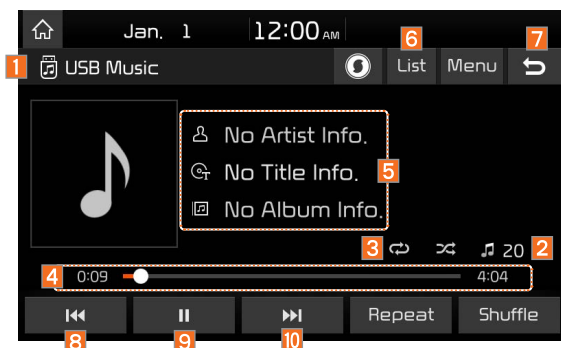 Jan. 1 12:00 AM
6 7
1 USB Music List Menu
No Artist Info.
No Title Info. 5
No Album Info.
3 20 2
4 0:09 4:04
Repeat Shuffle
8 9 10